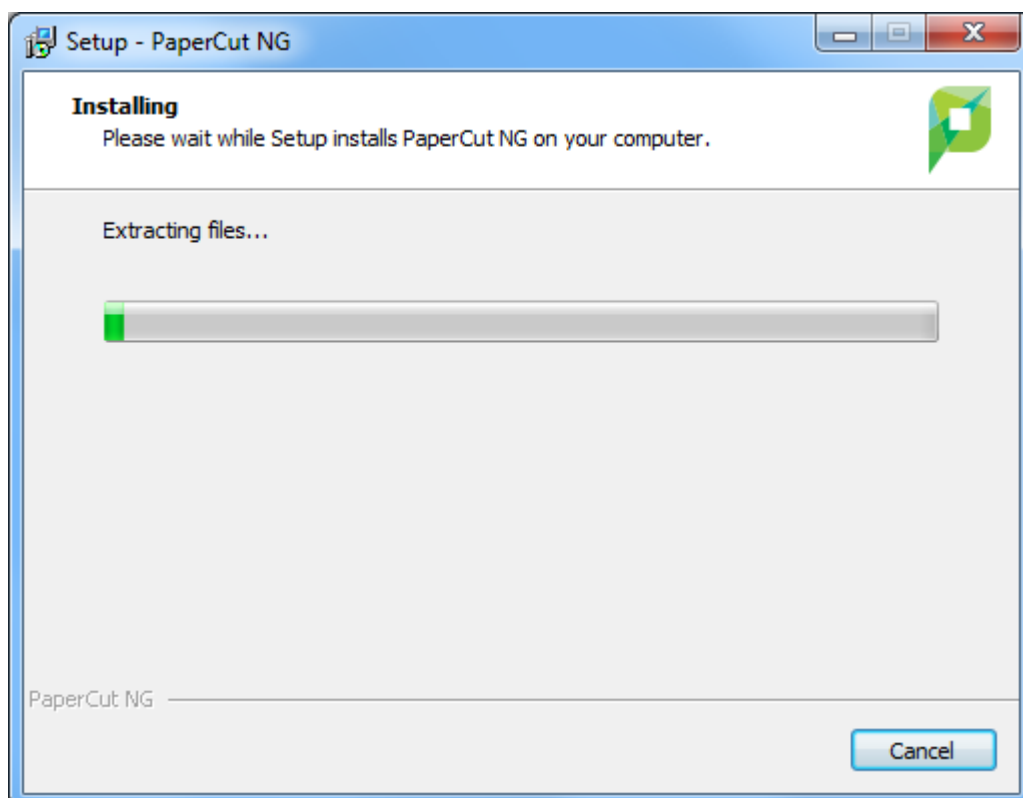 Setup - PaperCut NG
Installing
Please wait while Setup installs PaperCut NG on your computer.
Extracting files...
PaperCut NG
Cancel